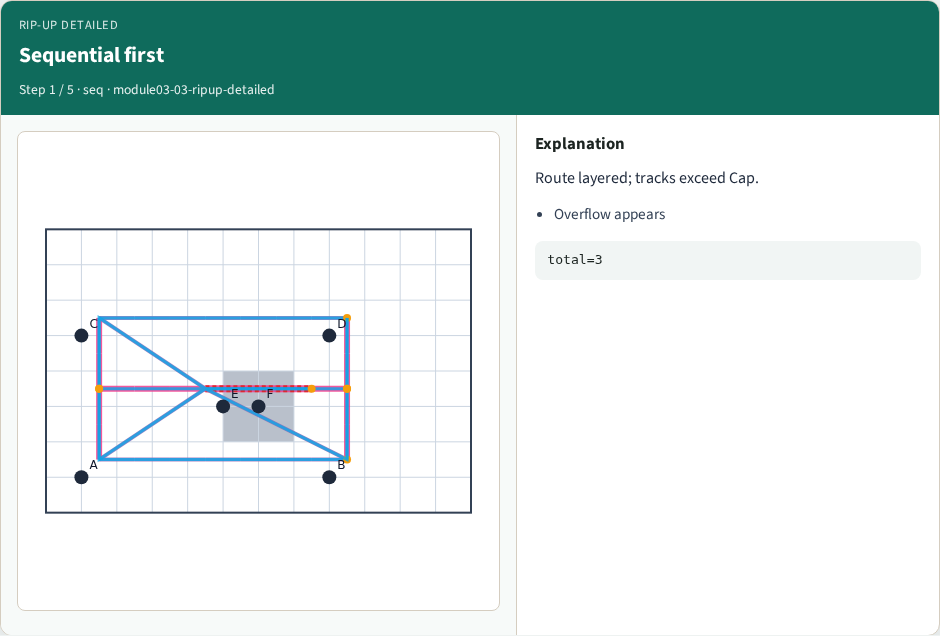 RIP-UP DETAILED
Sequential first
Step 1 / 5 · seq · module03-03-ripup-detailed
C
D
E
F
A
B
Explanation
Route layered; tracks exceed Cap.
• Overflow appears
total=3